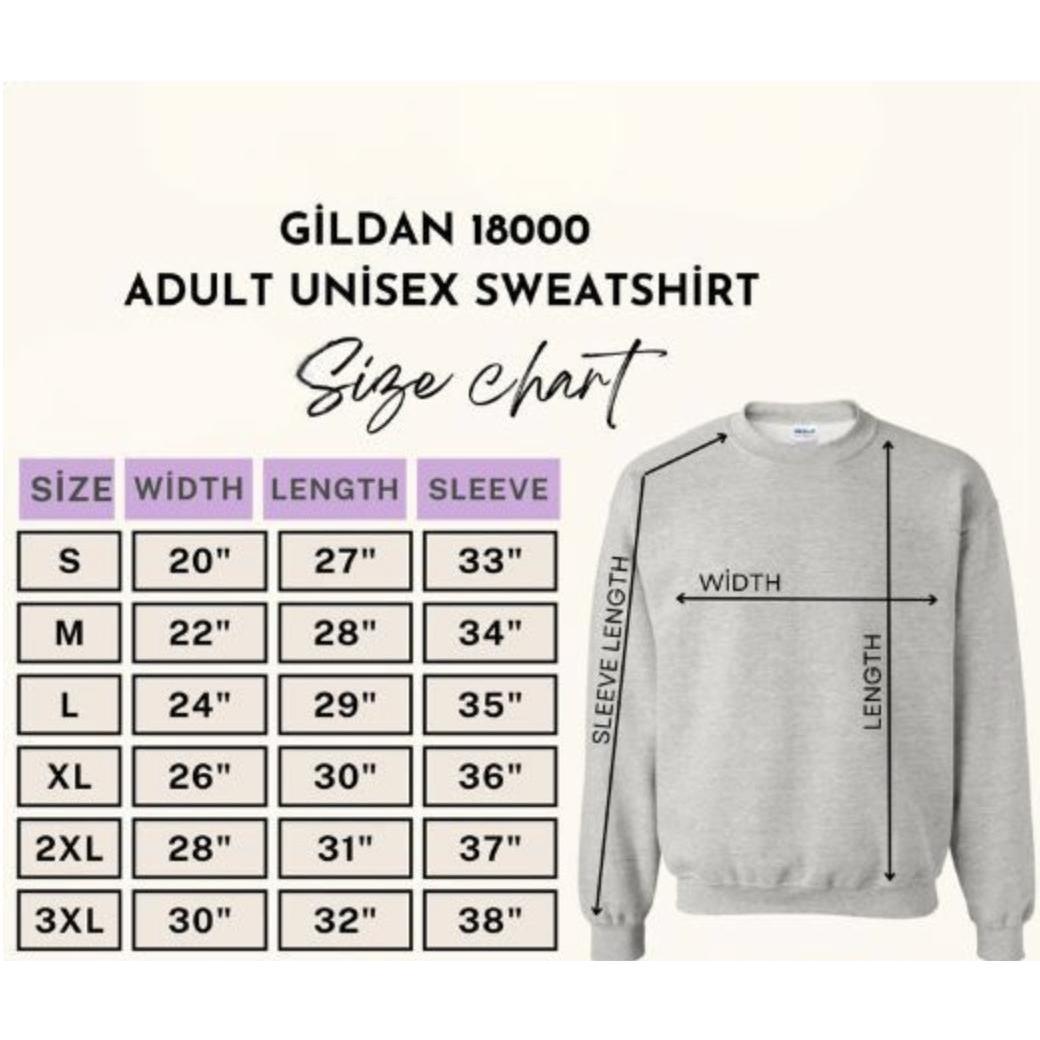 GİLDAN 18000
ADULT UNİSEX SWEATSHİRT
Size chart
SİZE WİDTH LENGTH SLEEVE
S 20" 27" 33"
M 22" 28" 34"
L 24" 29" 35"
XL 26" 30" 36"
2XL 28" 31" 37"
3XL 30" 32" 38"
WİDTH
SLEEVE LENGTH
LENGTH